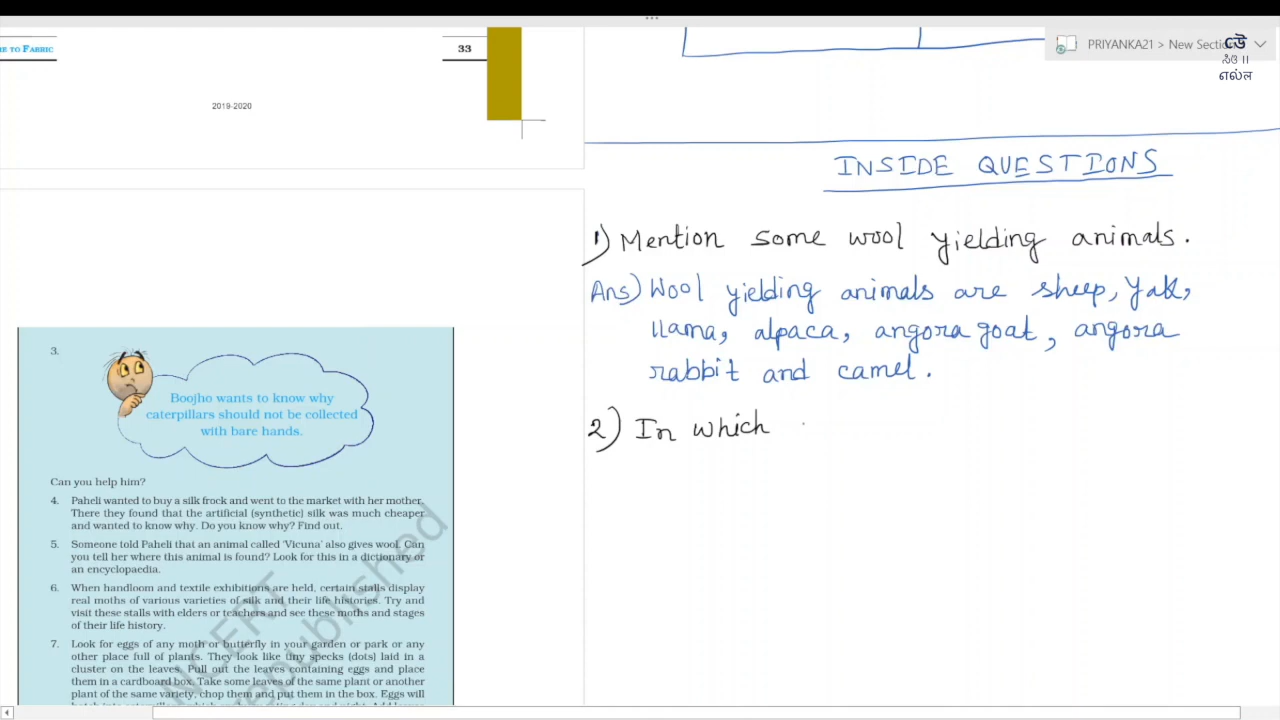 RE TO FABRIC
33
2019-2020
3.
Boojho wants to know why
caterpillars should not be collected
with bare hands.
Can you help him?
4. Paheli wanted to buy a silk frock and went to the market with her mother.
There they found that the artificial (synthetic) silk was much cheaper
and wanted to know why. Do you know why? Find out.
5. Someone told Paheli that an animal called 'Vicuna' also gives wool. Can
you tell her where this animal is found? Look for this in a dictionary or
an encyclopaedia.
6. When handloom and textile exhibitions are held, certain stalls display
real moths of various varieties of silk and their life histories. Try and
visit these stalls with elders or teachers and see these moths and stages
of their life history.
7. Look for eggs of any moth or butterfly in your garden or park or any
other place full of plants. They look like tiny specks (dots) laid in a
cluster on the leaves. Pull out the leaves containing eggs and place
them in a cardboard box. Take some leaves of the same plant or another
plant of the same variety, chop them and put them in the box. Eggs will
NCERT
republished
PRIYANKA21 > New Section
INSIDE QUESTIONS
1) Mention some wool yielding animals.
Ans) Wool yielding animals are sheep, Yak,
llama, alpaca, angora goat, angora
rabbit and camel.
2) In which